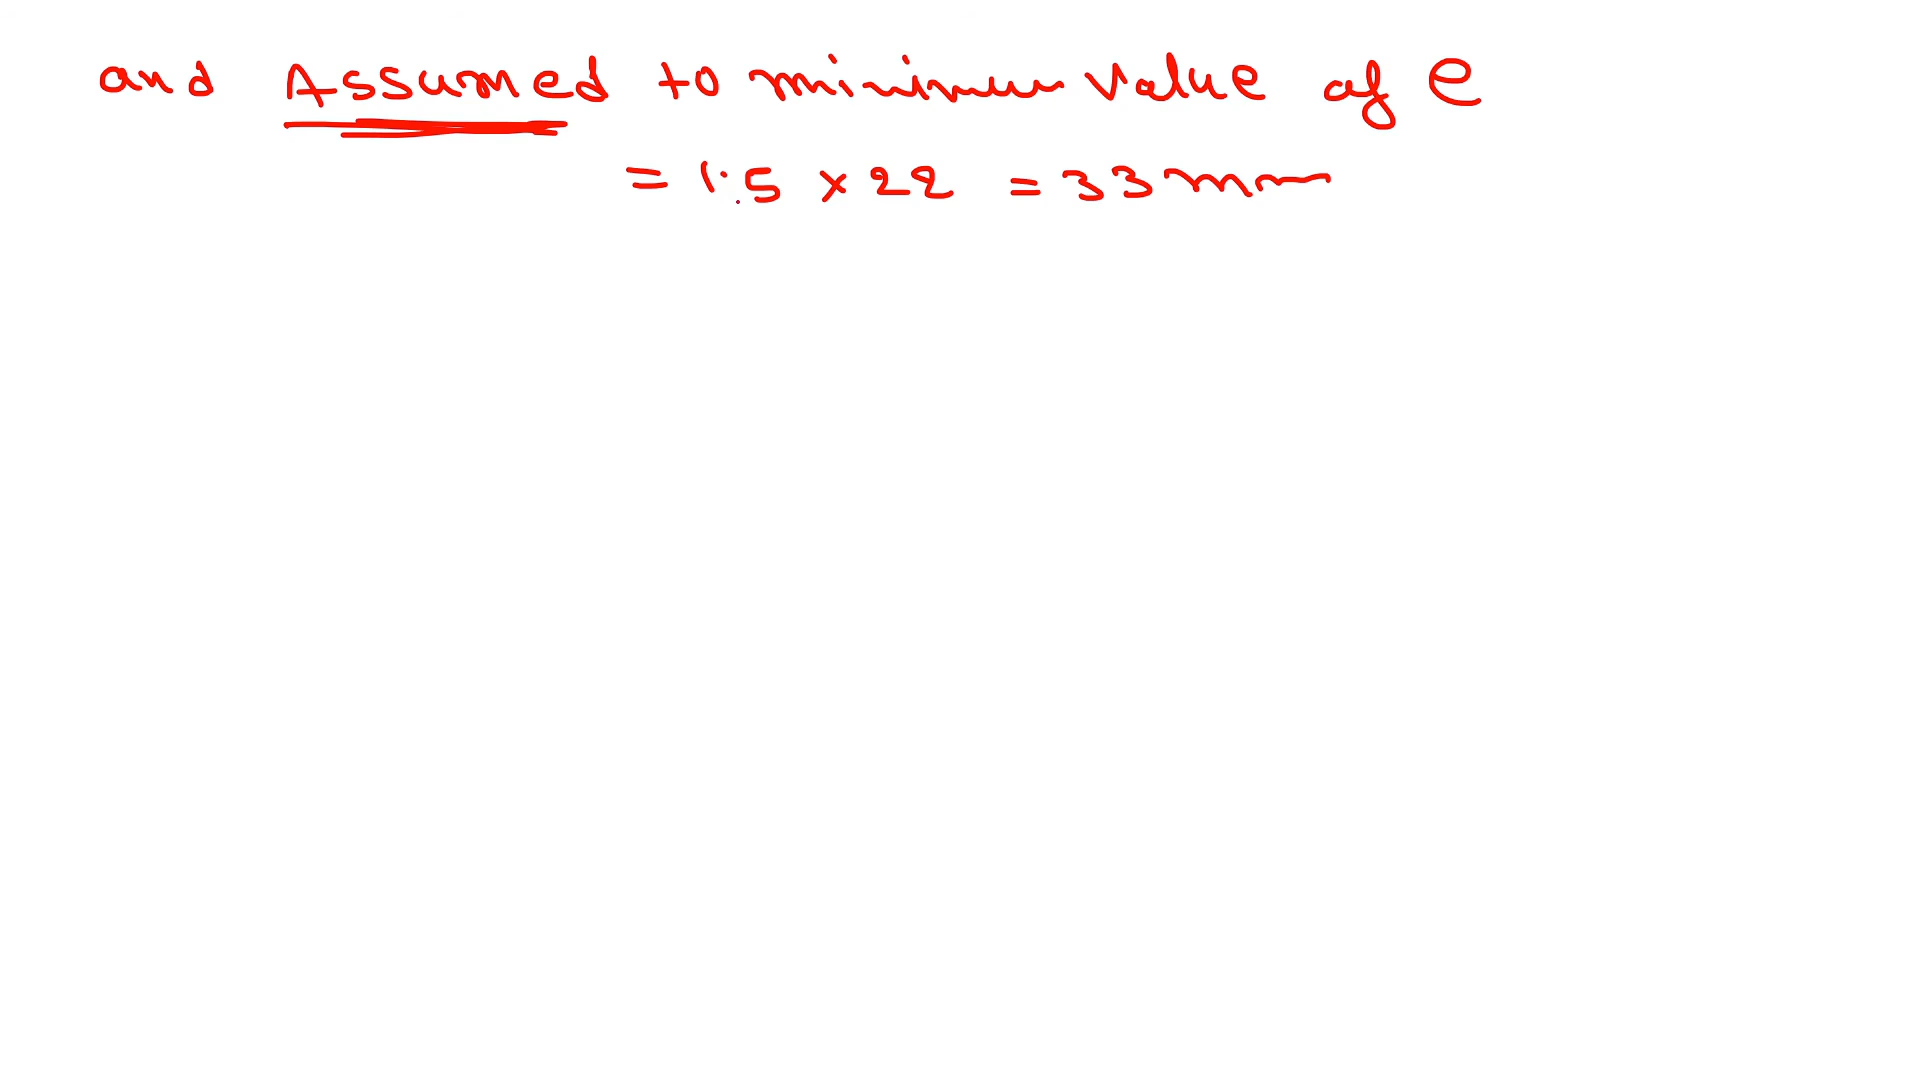 and Assumed to minimum value of e
= 1.5 × 22 = 33mm